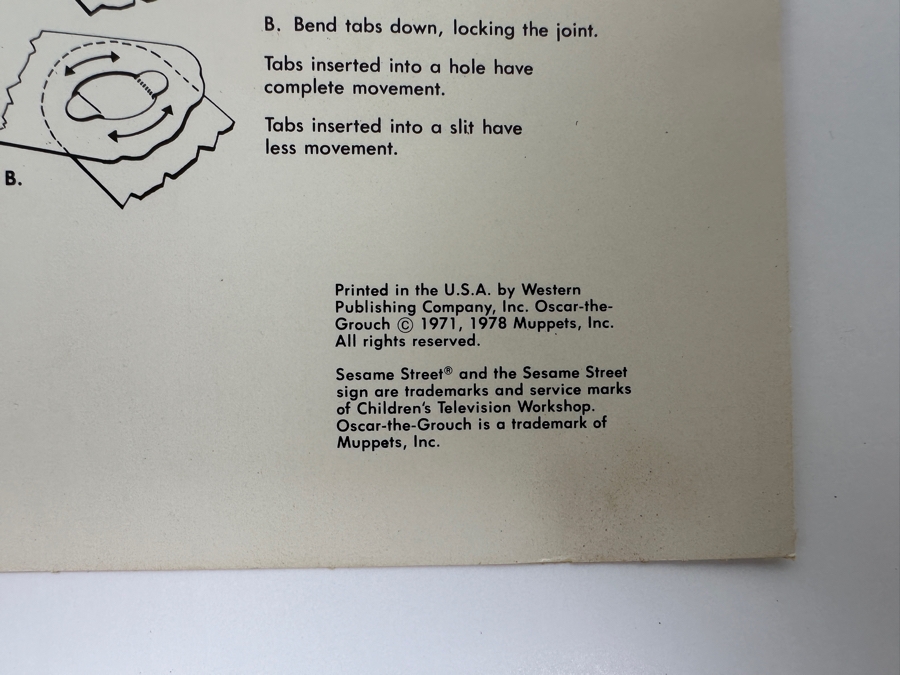 B. Bend tabs down, locking the joint.
Tabs inserted into a hole have
complete movement.
Tabs inserted into a slit have
less movement.
B.
Printed in the U.S.A. by Western
Publishing Company, Inc. Oscar-the-
Grouch © 1971, 1978 Muppets, Inc.
All rights reserved.
Sesame Street® and the Sesame Street
sign are trademarks and service marks
of Children's Television Workshop.
Oscar-the-Grouch is a trademark of
Muppets, Inc.